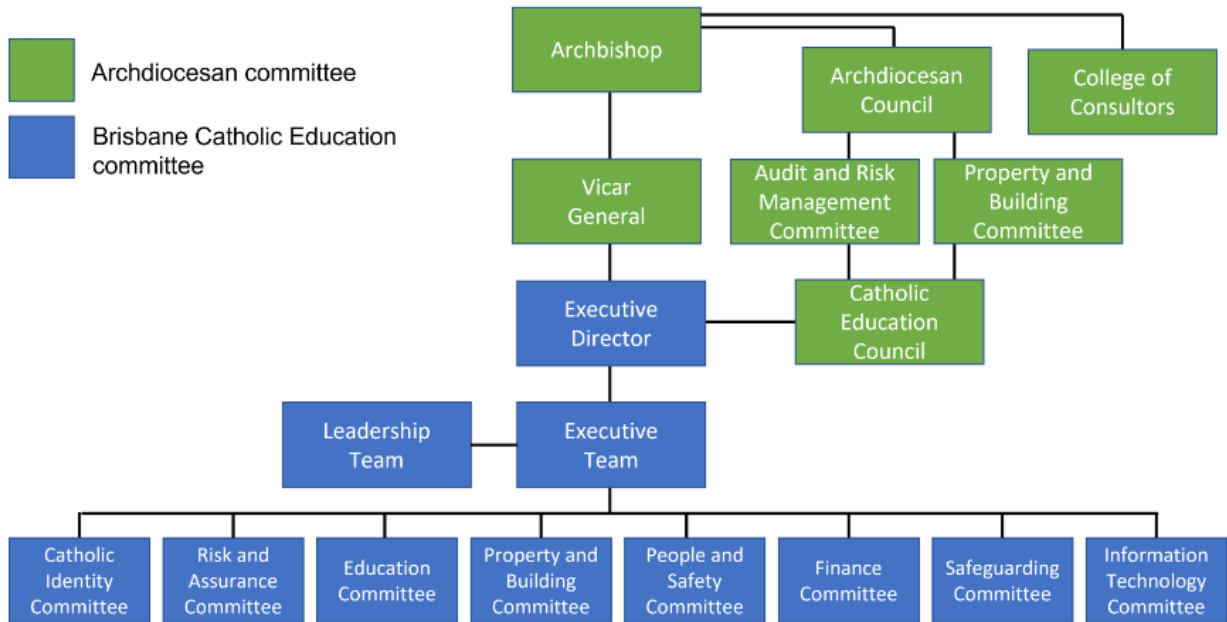 Archdiocesan committee
Brisbane Catholic Education
committee
Archbishop
Archdiocesan
Council
College of
Consultors
Vicar
General
Audit and Risk
Management
Committee
Property and
Building
Committee
Executive
Director
Catholic
Education
Council
Leadership
Team
Executive
Team
Catholic
Identity
Committee
Risk and
Assurance
Committee
Education
Committee
Property and
Building
Committee
People and
Safety
Committee
Finance
Committee
Safeguarding
Committee
Information
Technology
Committee